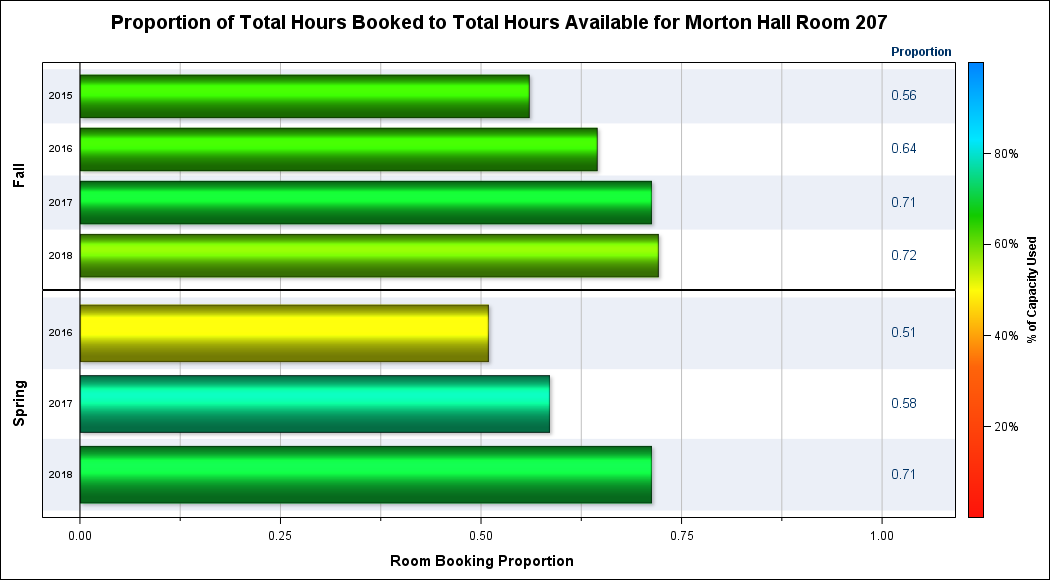 Proportion of Total Hours Booked to Total Hours Available for Morton Hall Room 207
Proportion
Fall
2015 0.56
2016 0.64
2017 0.71
2018 0.72
Spring
2016 0.51
2017 0.58
2018 0.71
0.00 0.25 0.50 0.75 1.00
Room Booking Proportion
80%
60%
40%
20%
% of Capacity Used